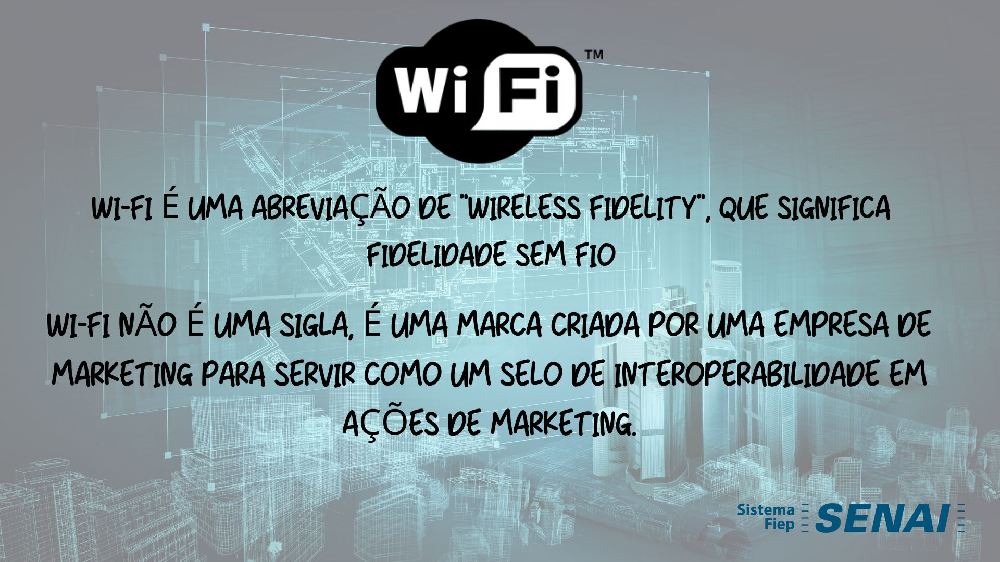 Wi Fi TM
WI-FI É UMA ABREVIAÇÃO DE "WIRELESS FIDELITY", QUE SIGNIFICA
FIDELIDADE SEM FIO
WI-FI NÃO É UMA SIGLA, É UMA MARCA CRIADA POR UMA EMPRESA DE
MARKETING PARA SERVIR COMO UM SELO DE INTEROPERABILIDADE EM
AÇÕES DE MARKETING.
Sistema
Fiep
SENAI